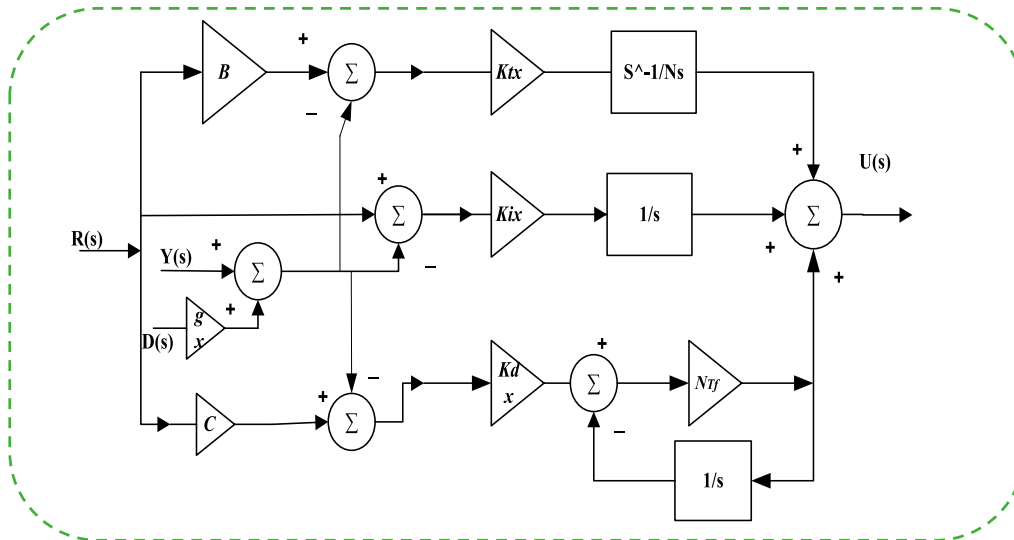 B
+
Σ
−
Ktx
S^-1/Ns
+
U(s)
+
Σ
−
Kix
1/s
Σ
+
+
R(s)
Y(s)
+
Σ
+
g
x
D(s)
−
+
C
Σ
Kd
x
+
Σ
−
NTf
1/s